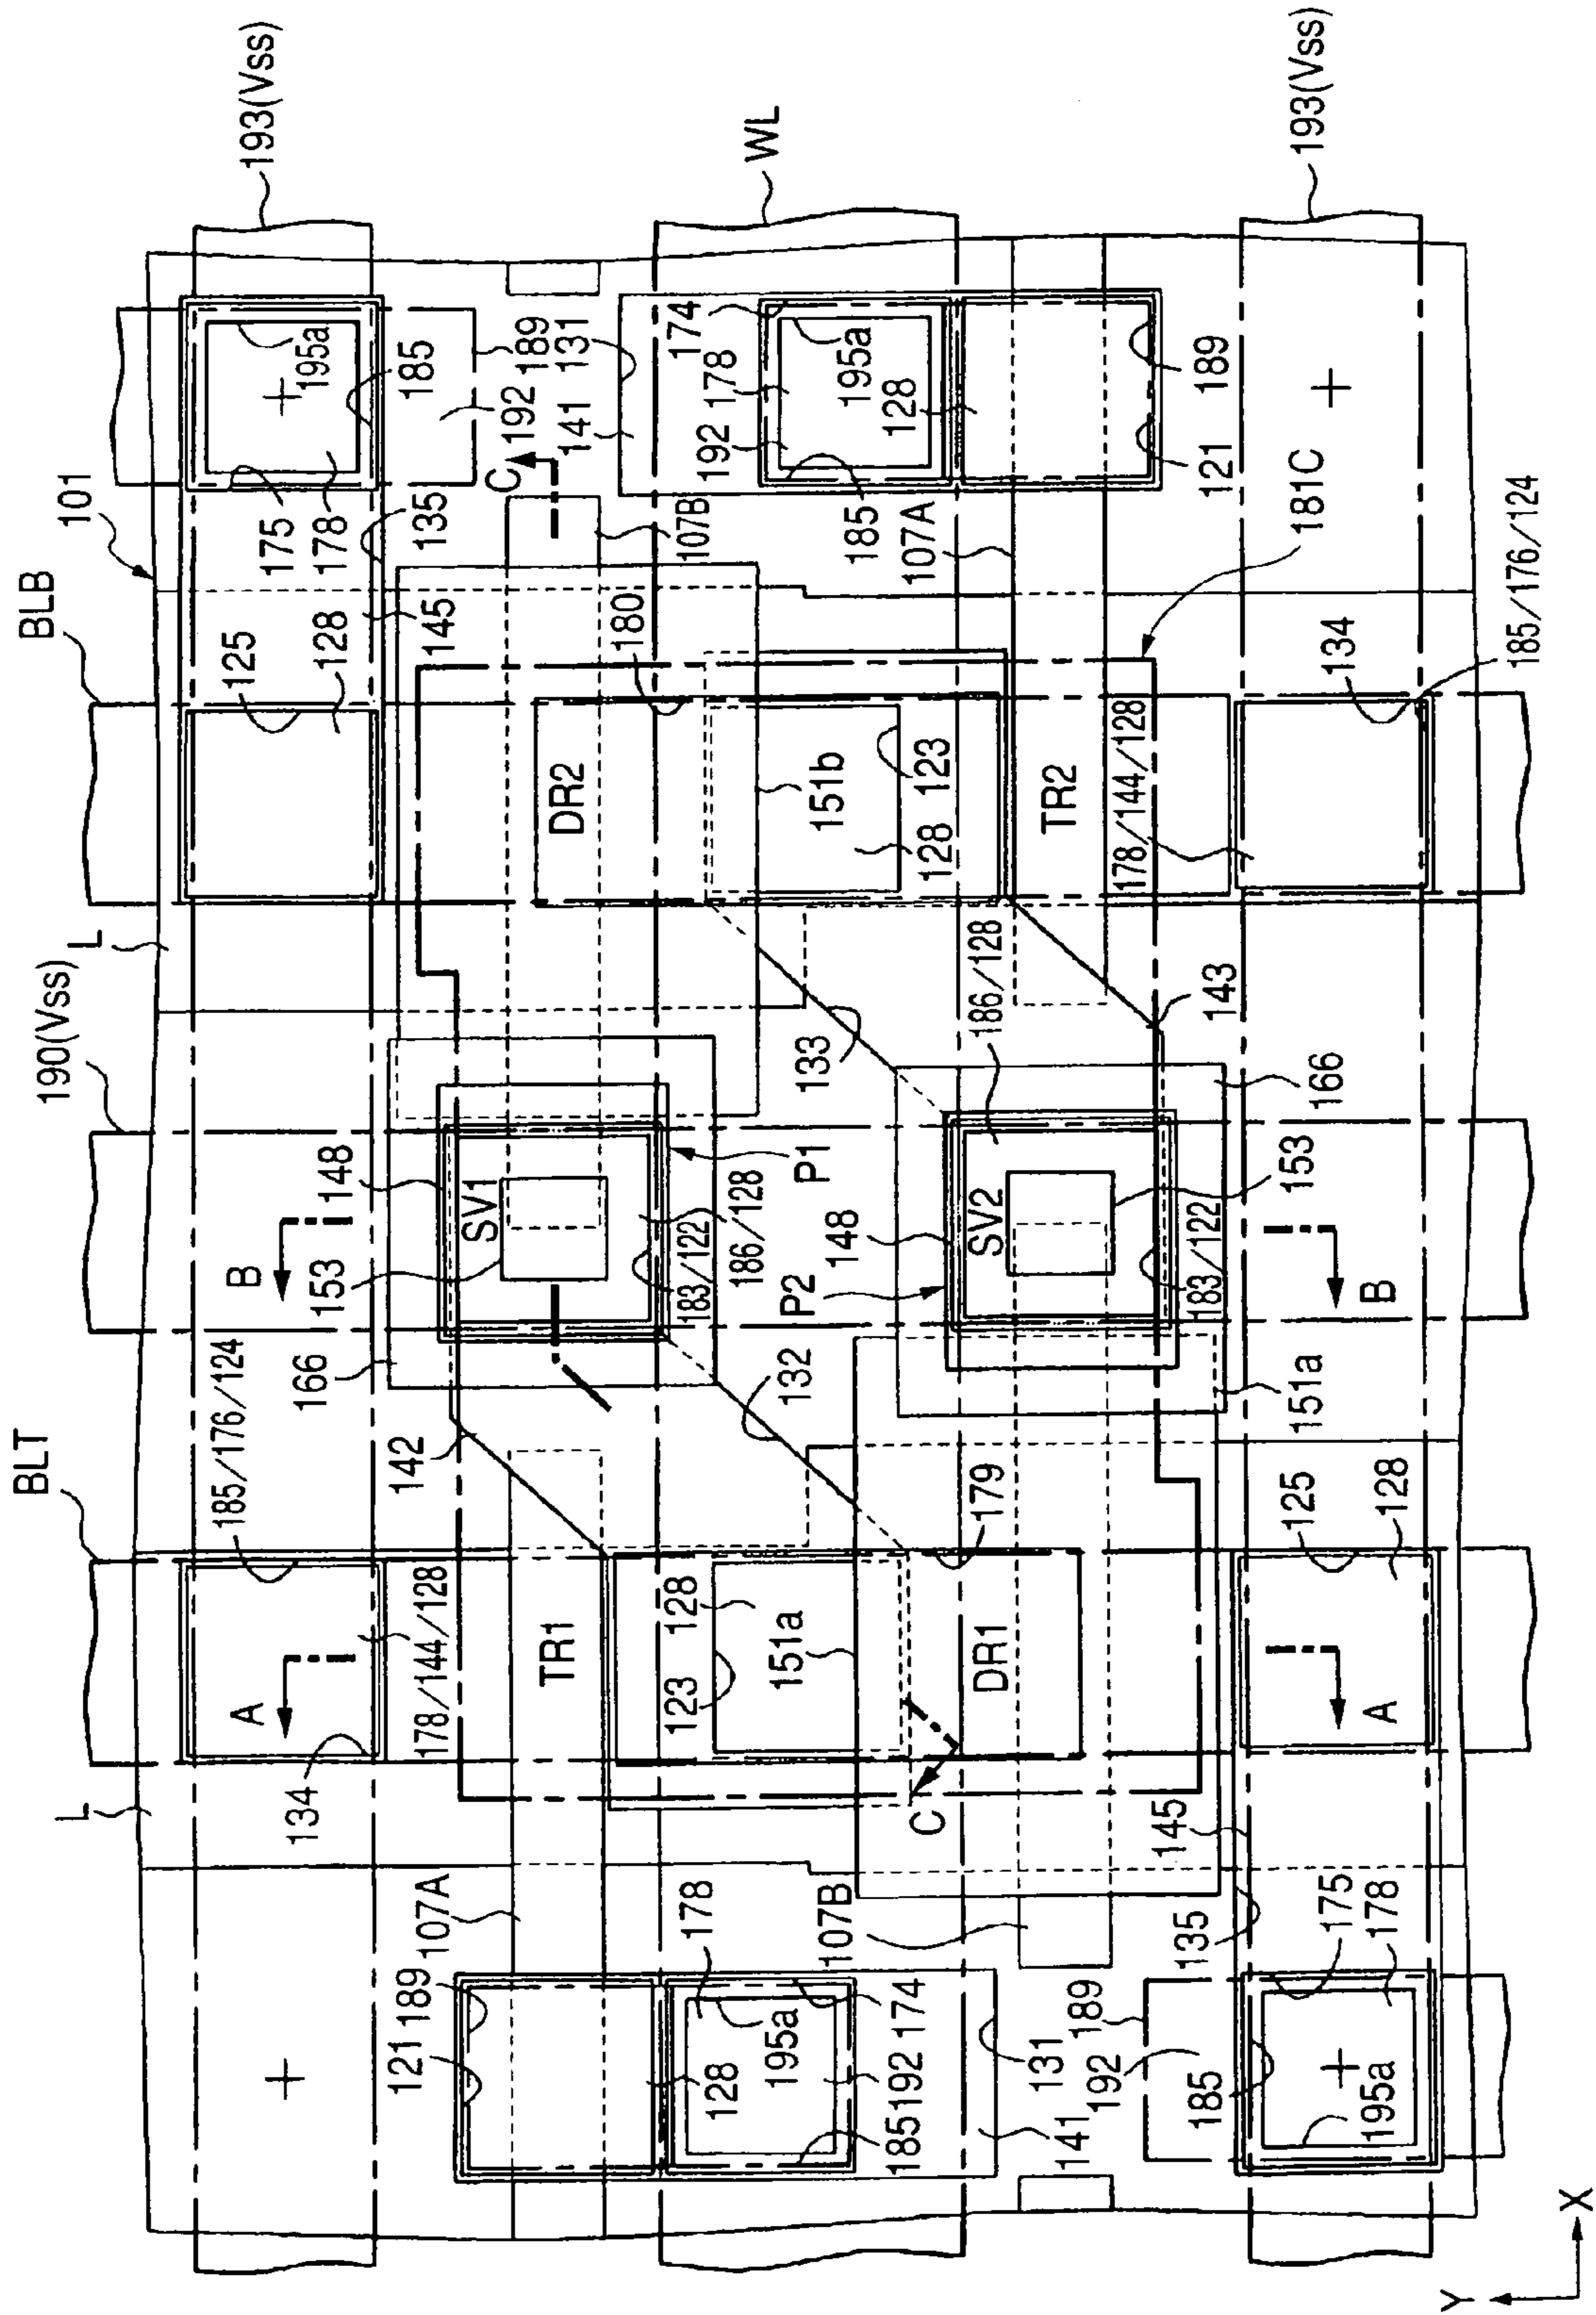 BLT
BLB
190(Vss)
L
101
L
185/176/124
A
B
125
193(Vss)
175
134
166
153
148
128
178
195a
142
121
107A
189
178/144/128
145
135
185
SV1
C
192
189
TR1
DR2
141
131
180
178
123
128
183/122
107B
174
128
186/128
192
178
WL
195a
151a
132
P2
P1
133
151b
107B
148
185
195a
185
192
174
107A
128
C
128
123
179
DR1
SV2
186/128
131
TR2
141
192
189
178/144/128
145
185
183/122
143
121
189
135
125
151a
153
181C
193(Vss)
175
166
134
195a
178
A
128
B
185/176/124
Y
X